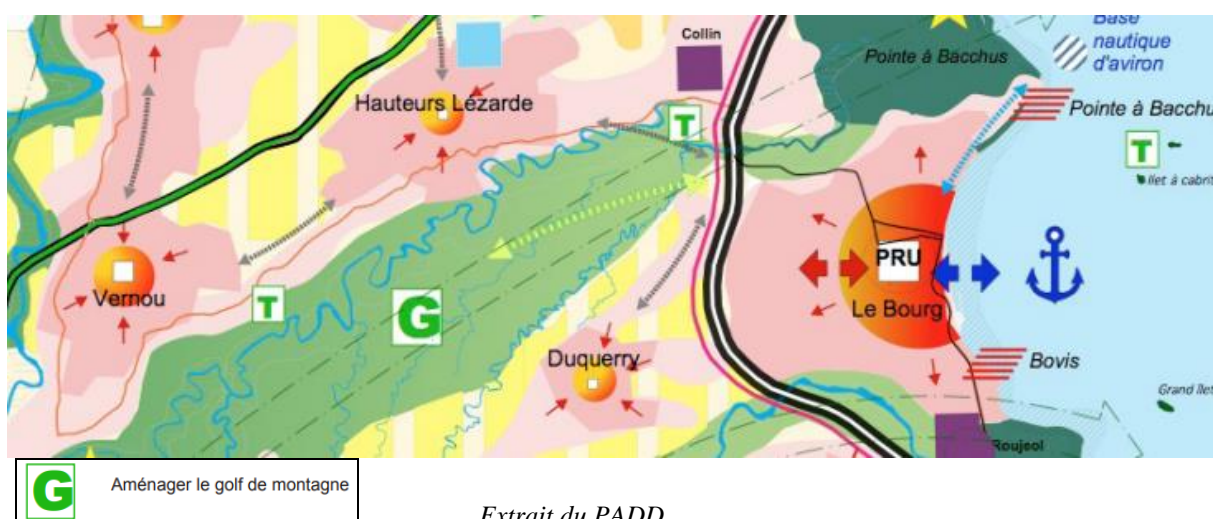 Base
nautique
d'aviron
Collin
Pointe à Bacchus
Hauteurs Lézarde
T
Pointe à Bacchu
T
Ilet à cabrit
PRU
Vernou
T
G
Le Bourg
Duquerry
Bovis
Grand Ilet
Roujeol
G Aménager le golf de montagne
Extrait du PADD